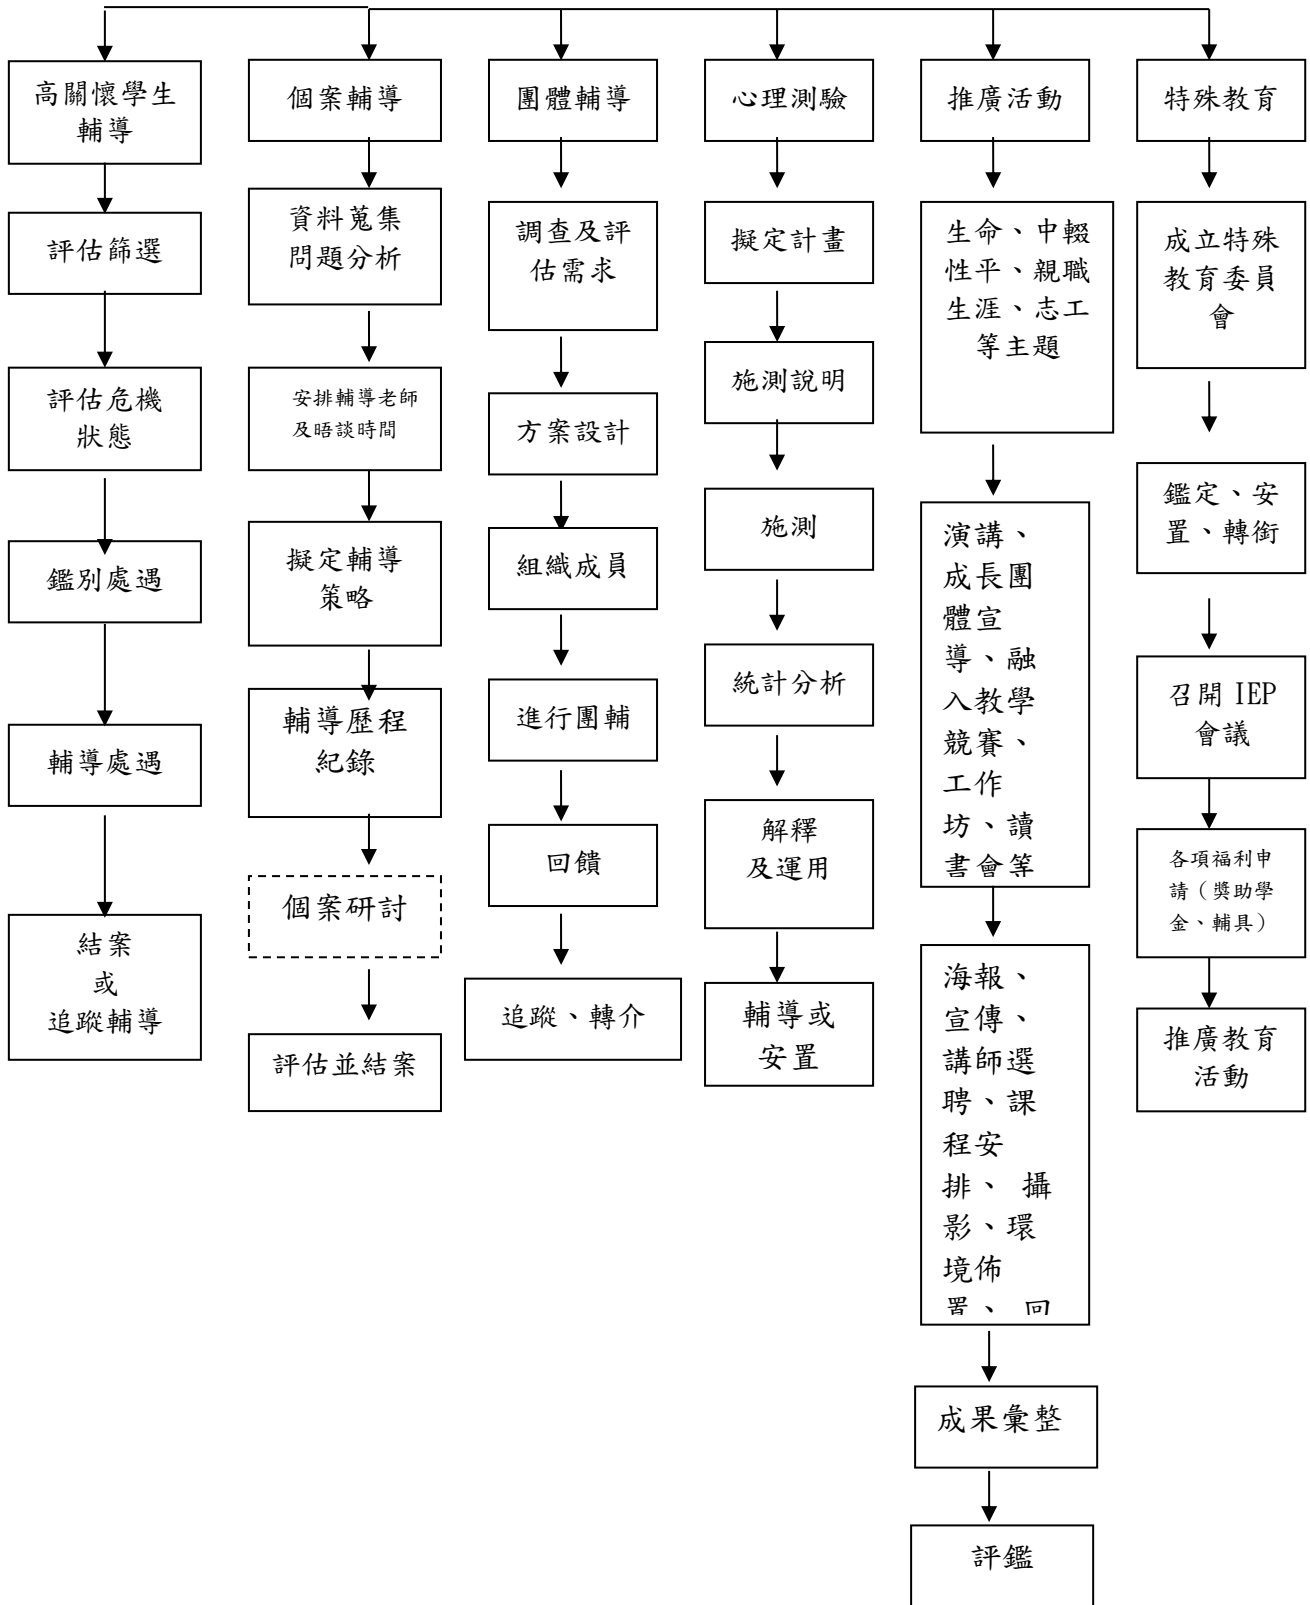 高關懷學生
輔導
評估篩選
評估危機
狀態
鑑別處遇
輔導處遇
結案
或
追蹤輔導
個案輔導
資料蒐集
問題分析
安排輔導老師
及晤談時間
擬定輔導
策略
輔導歷程
紀錄
個案研討
評估並結案
團體輔導
調查及評
估需求
方案設計
組織成員
進行團輔
回饋
追蹤、轉介
心理測驗
擬定計畫
施測說明
施測
統計分析
解釋
及運用
輔導或
安置
推廣活動
生命、中輟
性平、親職
生涯、志工
等主題
演講、
成長團
體宣
導、融
入教學
競賽、
工作
坊、讀
書會等
海報、
宣傳、
講師選
聘、課
程安
排、 攝
影、環
境佈
置、 回
成果彙整
評鑑
特殊教育
成立特殊
教育委員
會
鑑定、安
置、轉銜
召開 IEP
會議
各項福利申
請（獎助學
金、輔具）
推廣教育
活動